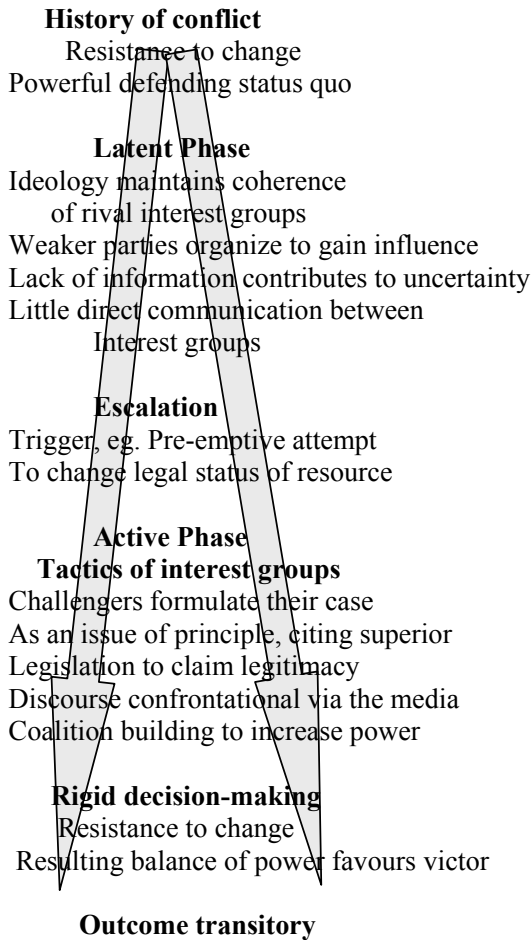 History of conflict
Resistance to change
Powerful defending status quo
Latent Phase
Ideology maintains coherence
of rival interest groups
Weaker parties organize to gain influence
Lack of information contributes to uncertainty
Little direct communication between
Interest groups
Escalation
Trigger, eg. Pre-emptive attempt
To change legal status of resource
Active Phase
Tactics of interest groups
Challengers formulate their case
As an issue of principle, citing superior
Legislation to claim legitimacy
Discourse confrontational via the media
Coalition building to increase power
Rigid decision-making
Resistance to change
Resulting balance of power favours victor
Outcome transitory